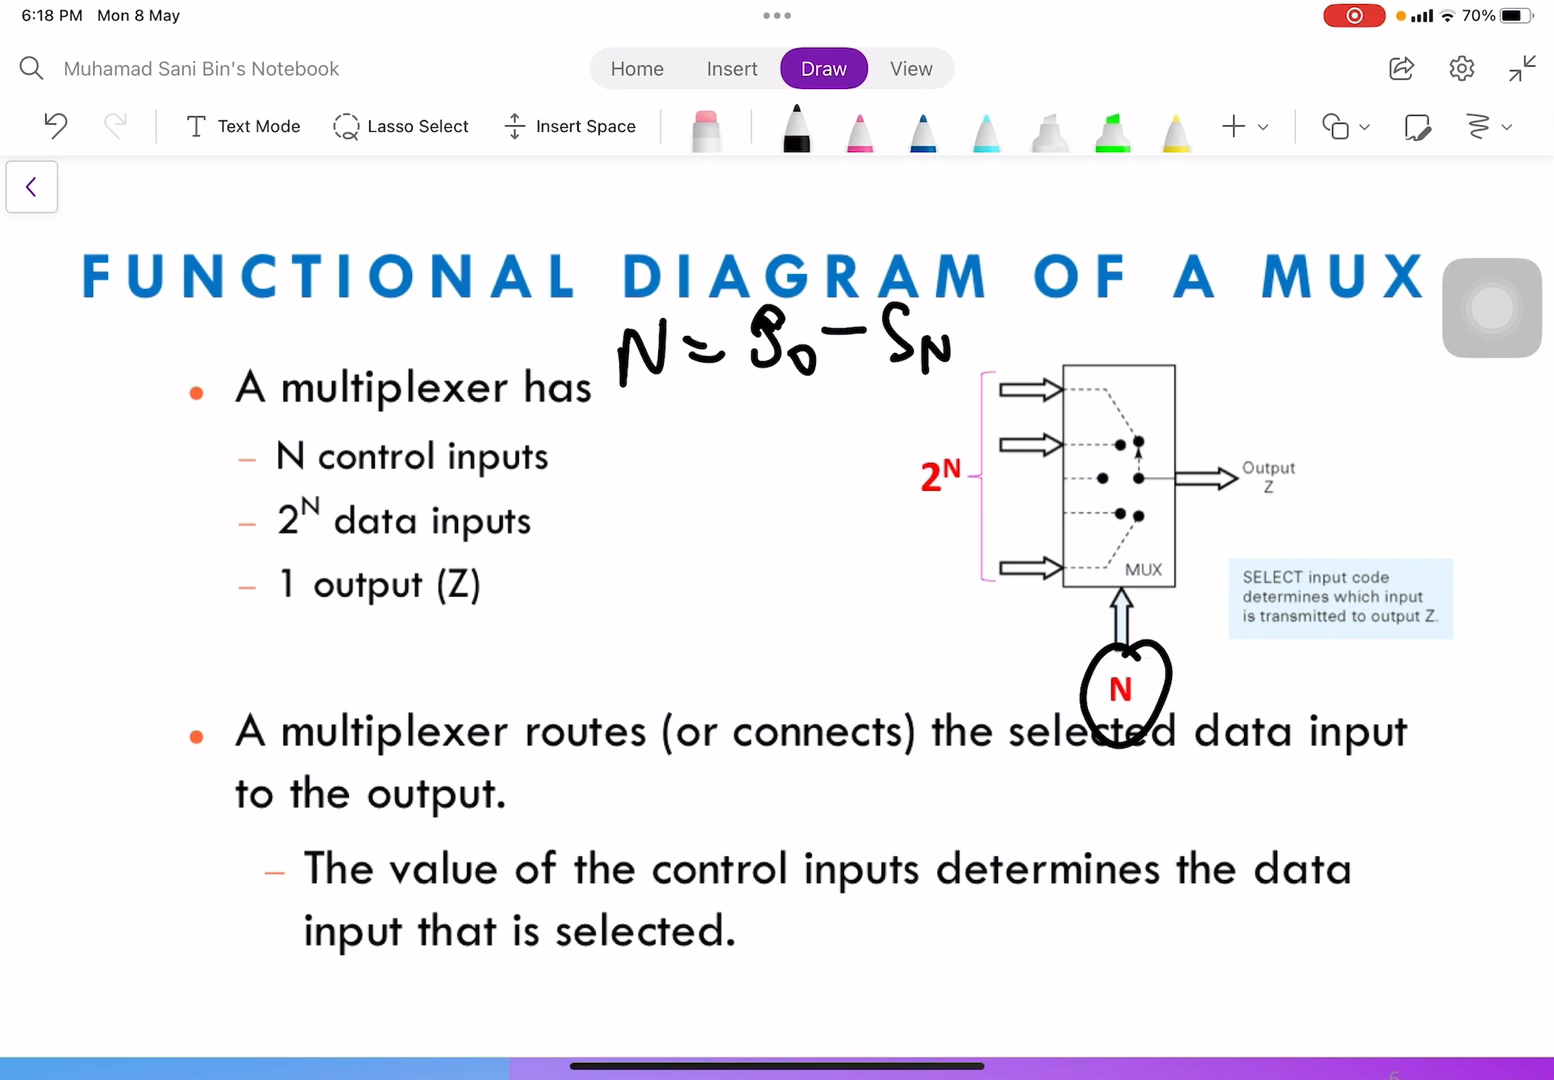 6:18 PM Mon 8 May
70%
Muhamad Sani Bin's Notebook
Home Insert Draw View
Text Mode Lasso Select Insert Space
FUNCTIONAL DIAGRAM OF A MUX
N = S0 - SN
• A multiplexer has
– N control inputs
– 2^N data inputs
– 1 output (Z)
2^N
Output
Z
MUX
SELECT input code
determines which input
is transmitted to output Z.
N
• A multiplexer routes (or connects) the selected data input
to the output.
– The value of the control inputs determines the data
input that is selected.
6